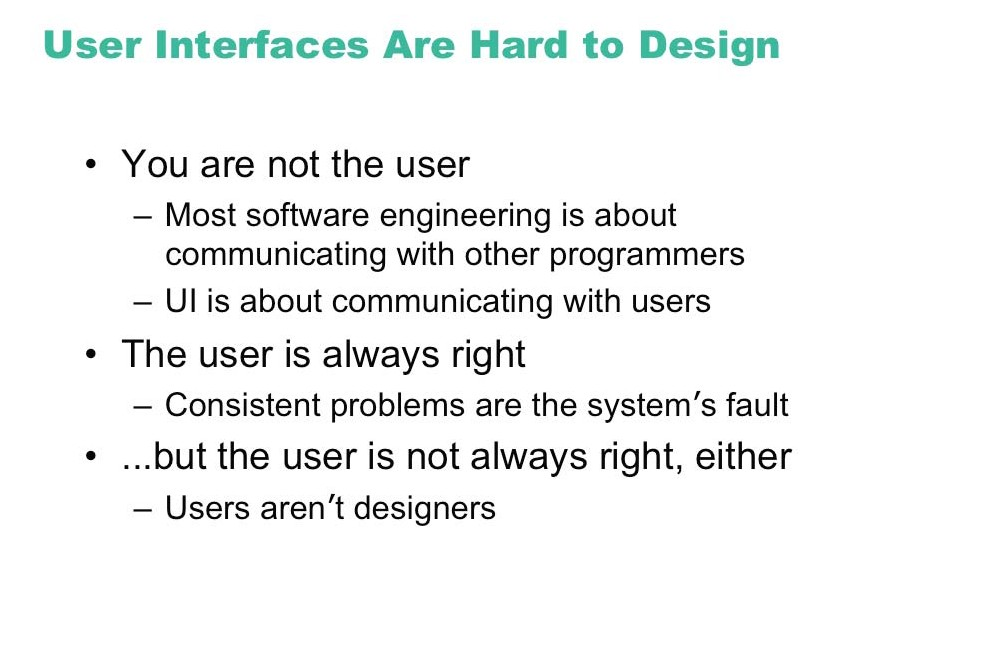 User Interfaces Are Hard to Design
• You are not the user
– Most software engineering is about
communicating with other programmers
– UI is about communicating with users
• The user is always right
– Consistent problems are the system′s fault
• ...but the user is not always right, either
– Users aren′t designers